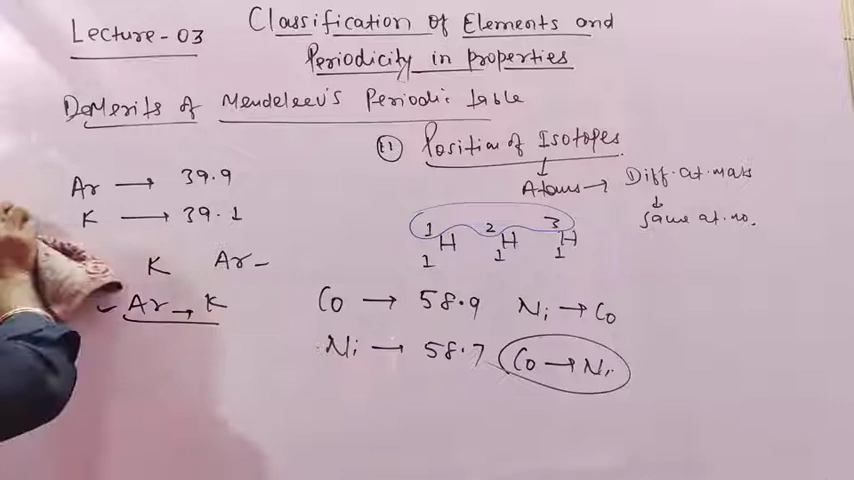 Lecture-03
Classification of Elements and
Periodicity in properties
DeMerits of Mendeleev's Periodic table
(ii) Position of Isotopes
Atoms → Diff. at. mass
↓
same at. no.
Ar → 39.9
K → 39.1
K Ar -
✓ Ar → K
1 H 1 2 H 1 3 H 1
Co → 58.9 Ni → Co
Ni → 58.7 Co → Ni